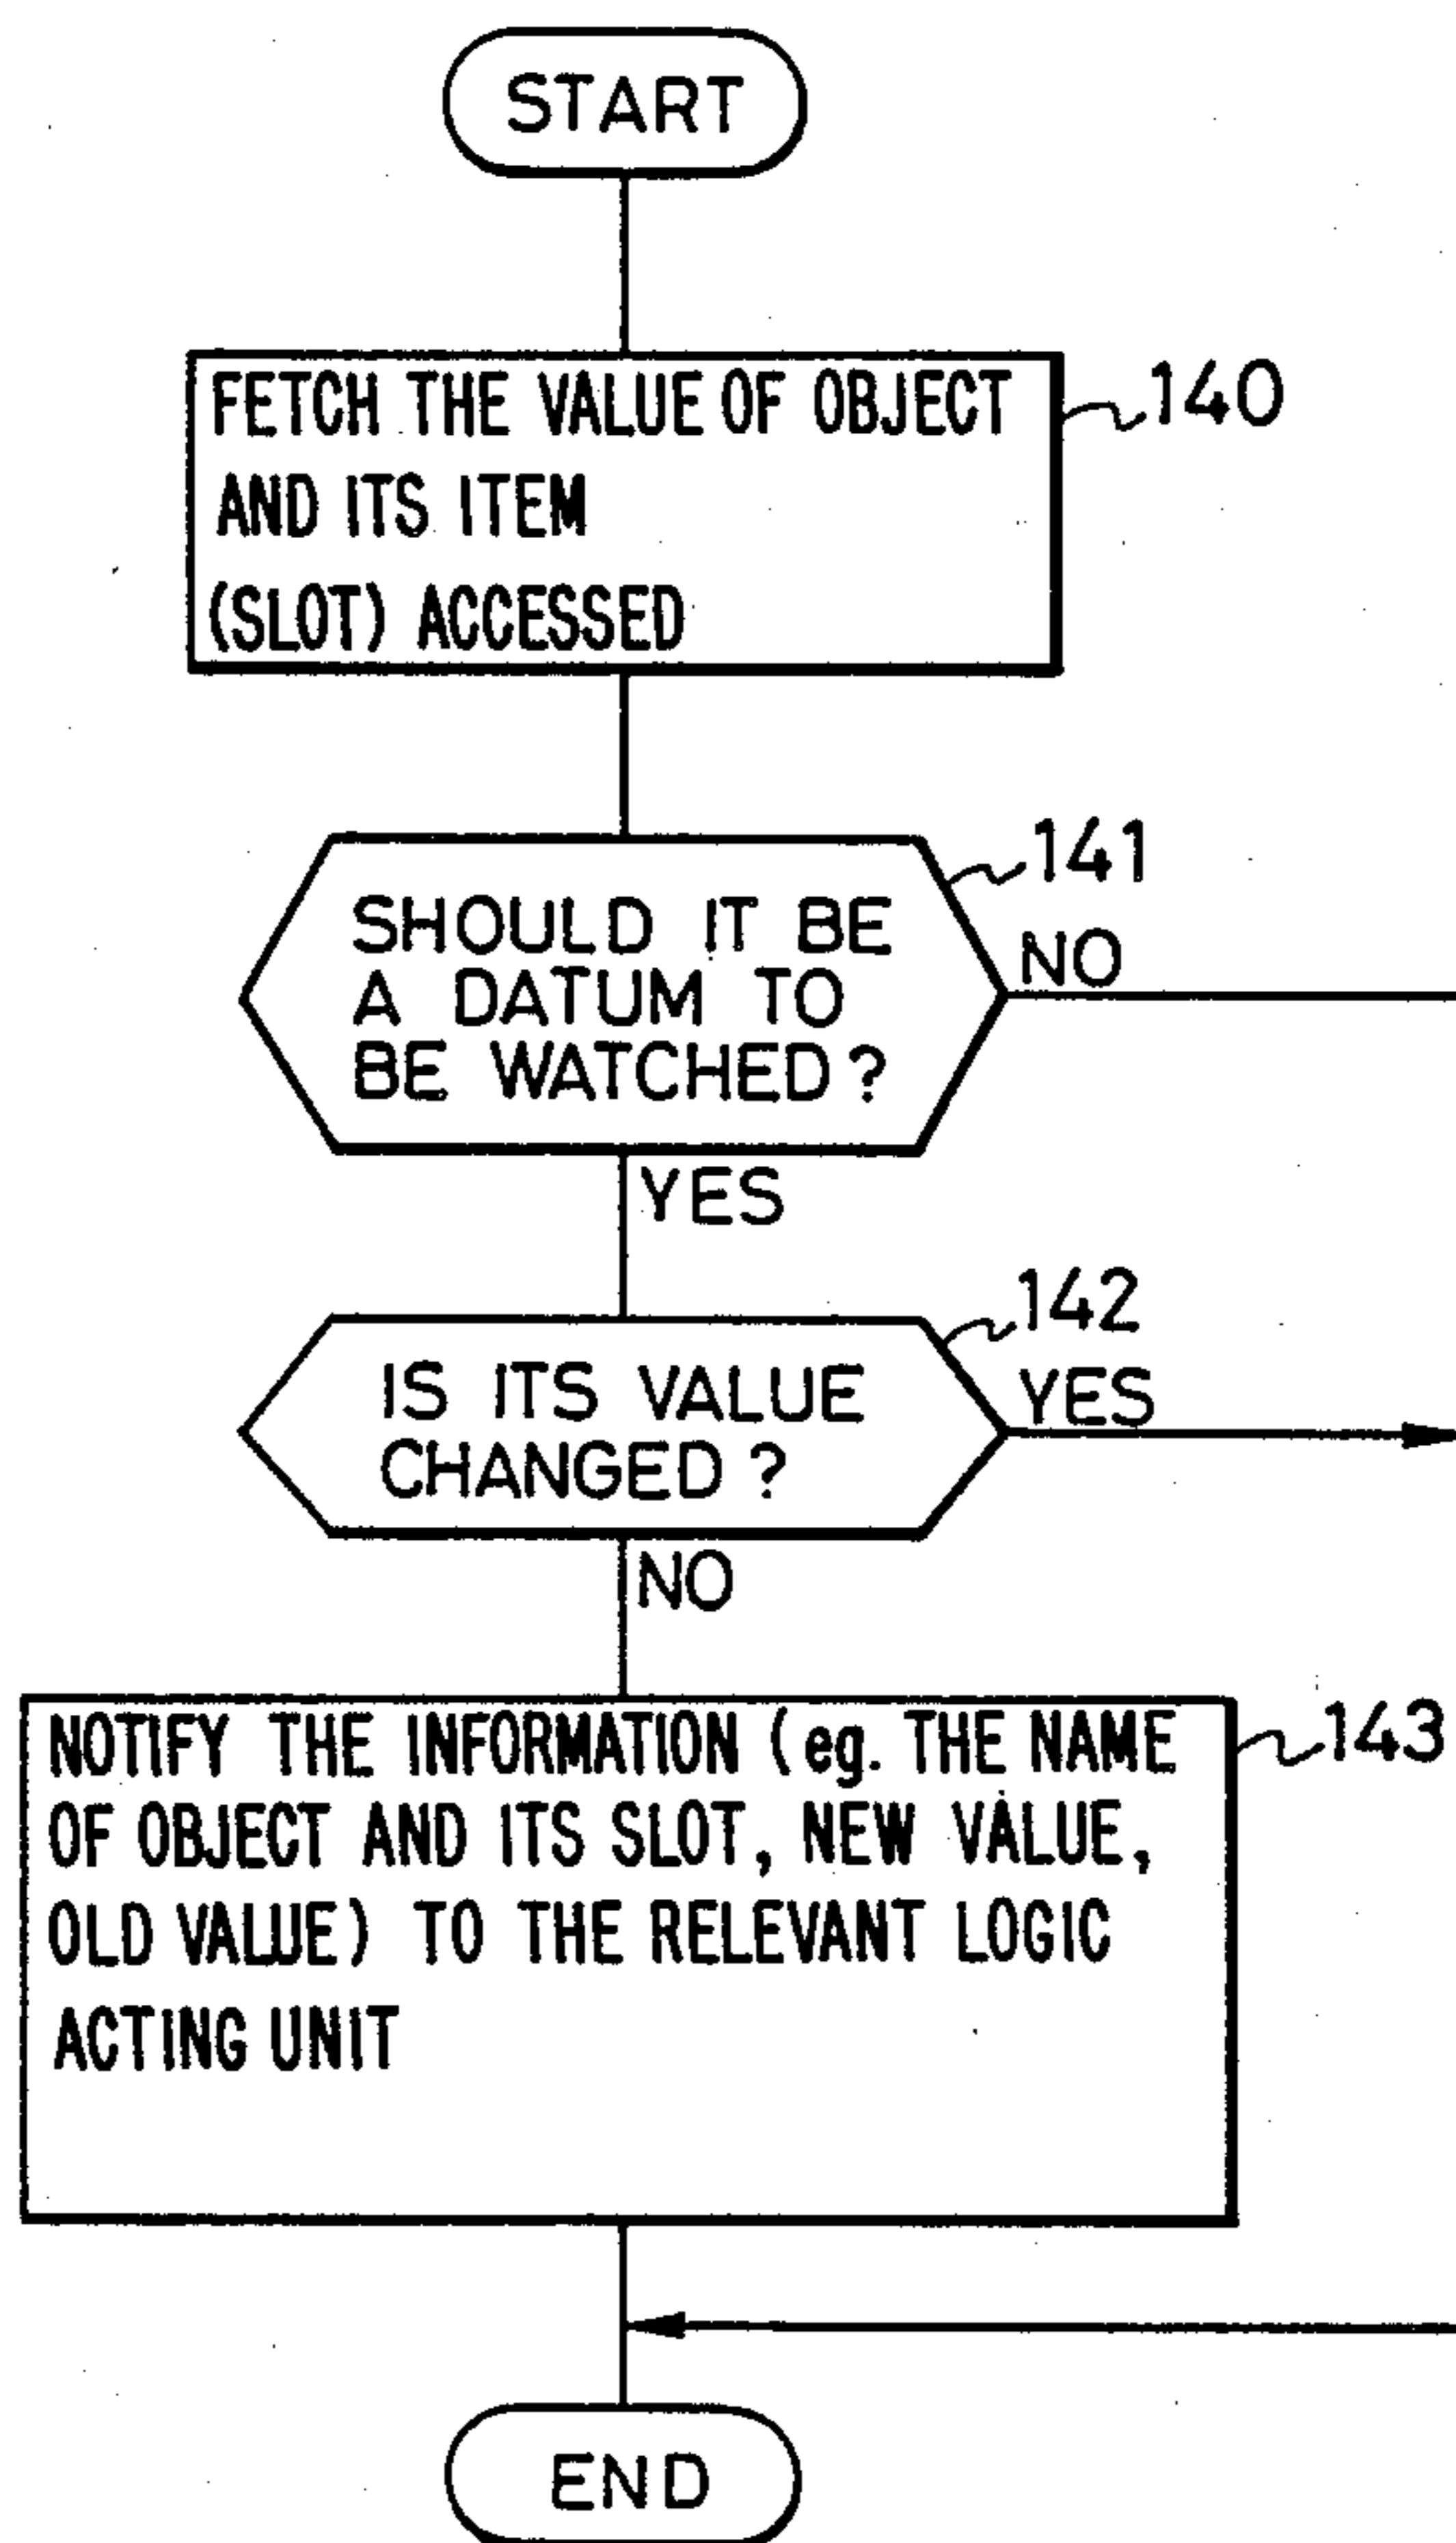 START
FETCH THE VALUE OF OBJECT
AND ITS ITEM
(SLOT) ACCESSED
140
141
SHOULD IT BE
A DATUM TO
BE WATCHED?
NO
YES
142
IS ITS VALUE
CHANGED?
YES
NO
NOTIFY THE INFORMATION (eg. THE NAME
OF OBJECT AND ITS SLOT, NEW VALUE,
OLD VALUE) TO THE RELEVANT LOGIC
ACTING UNIT
143
END